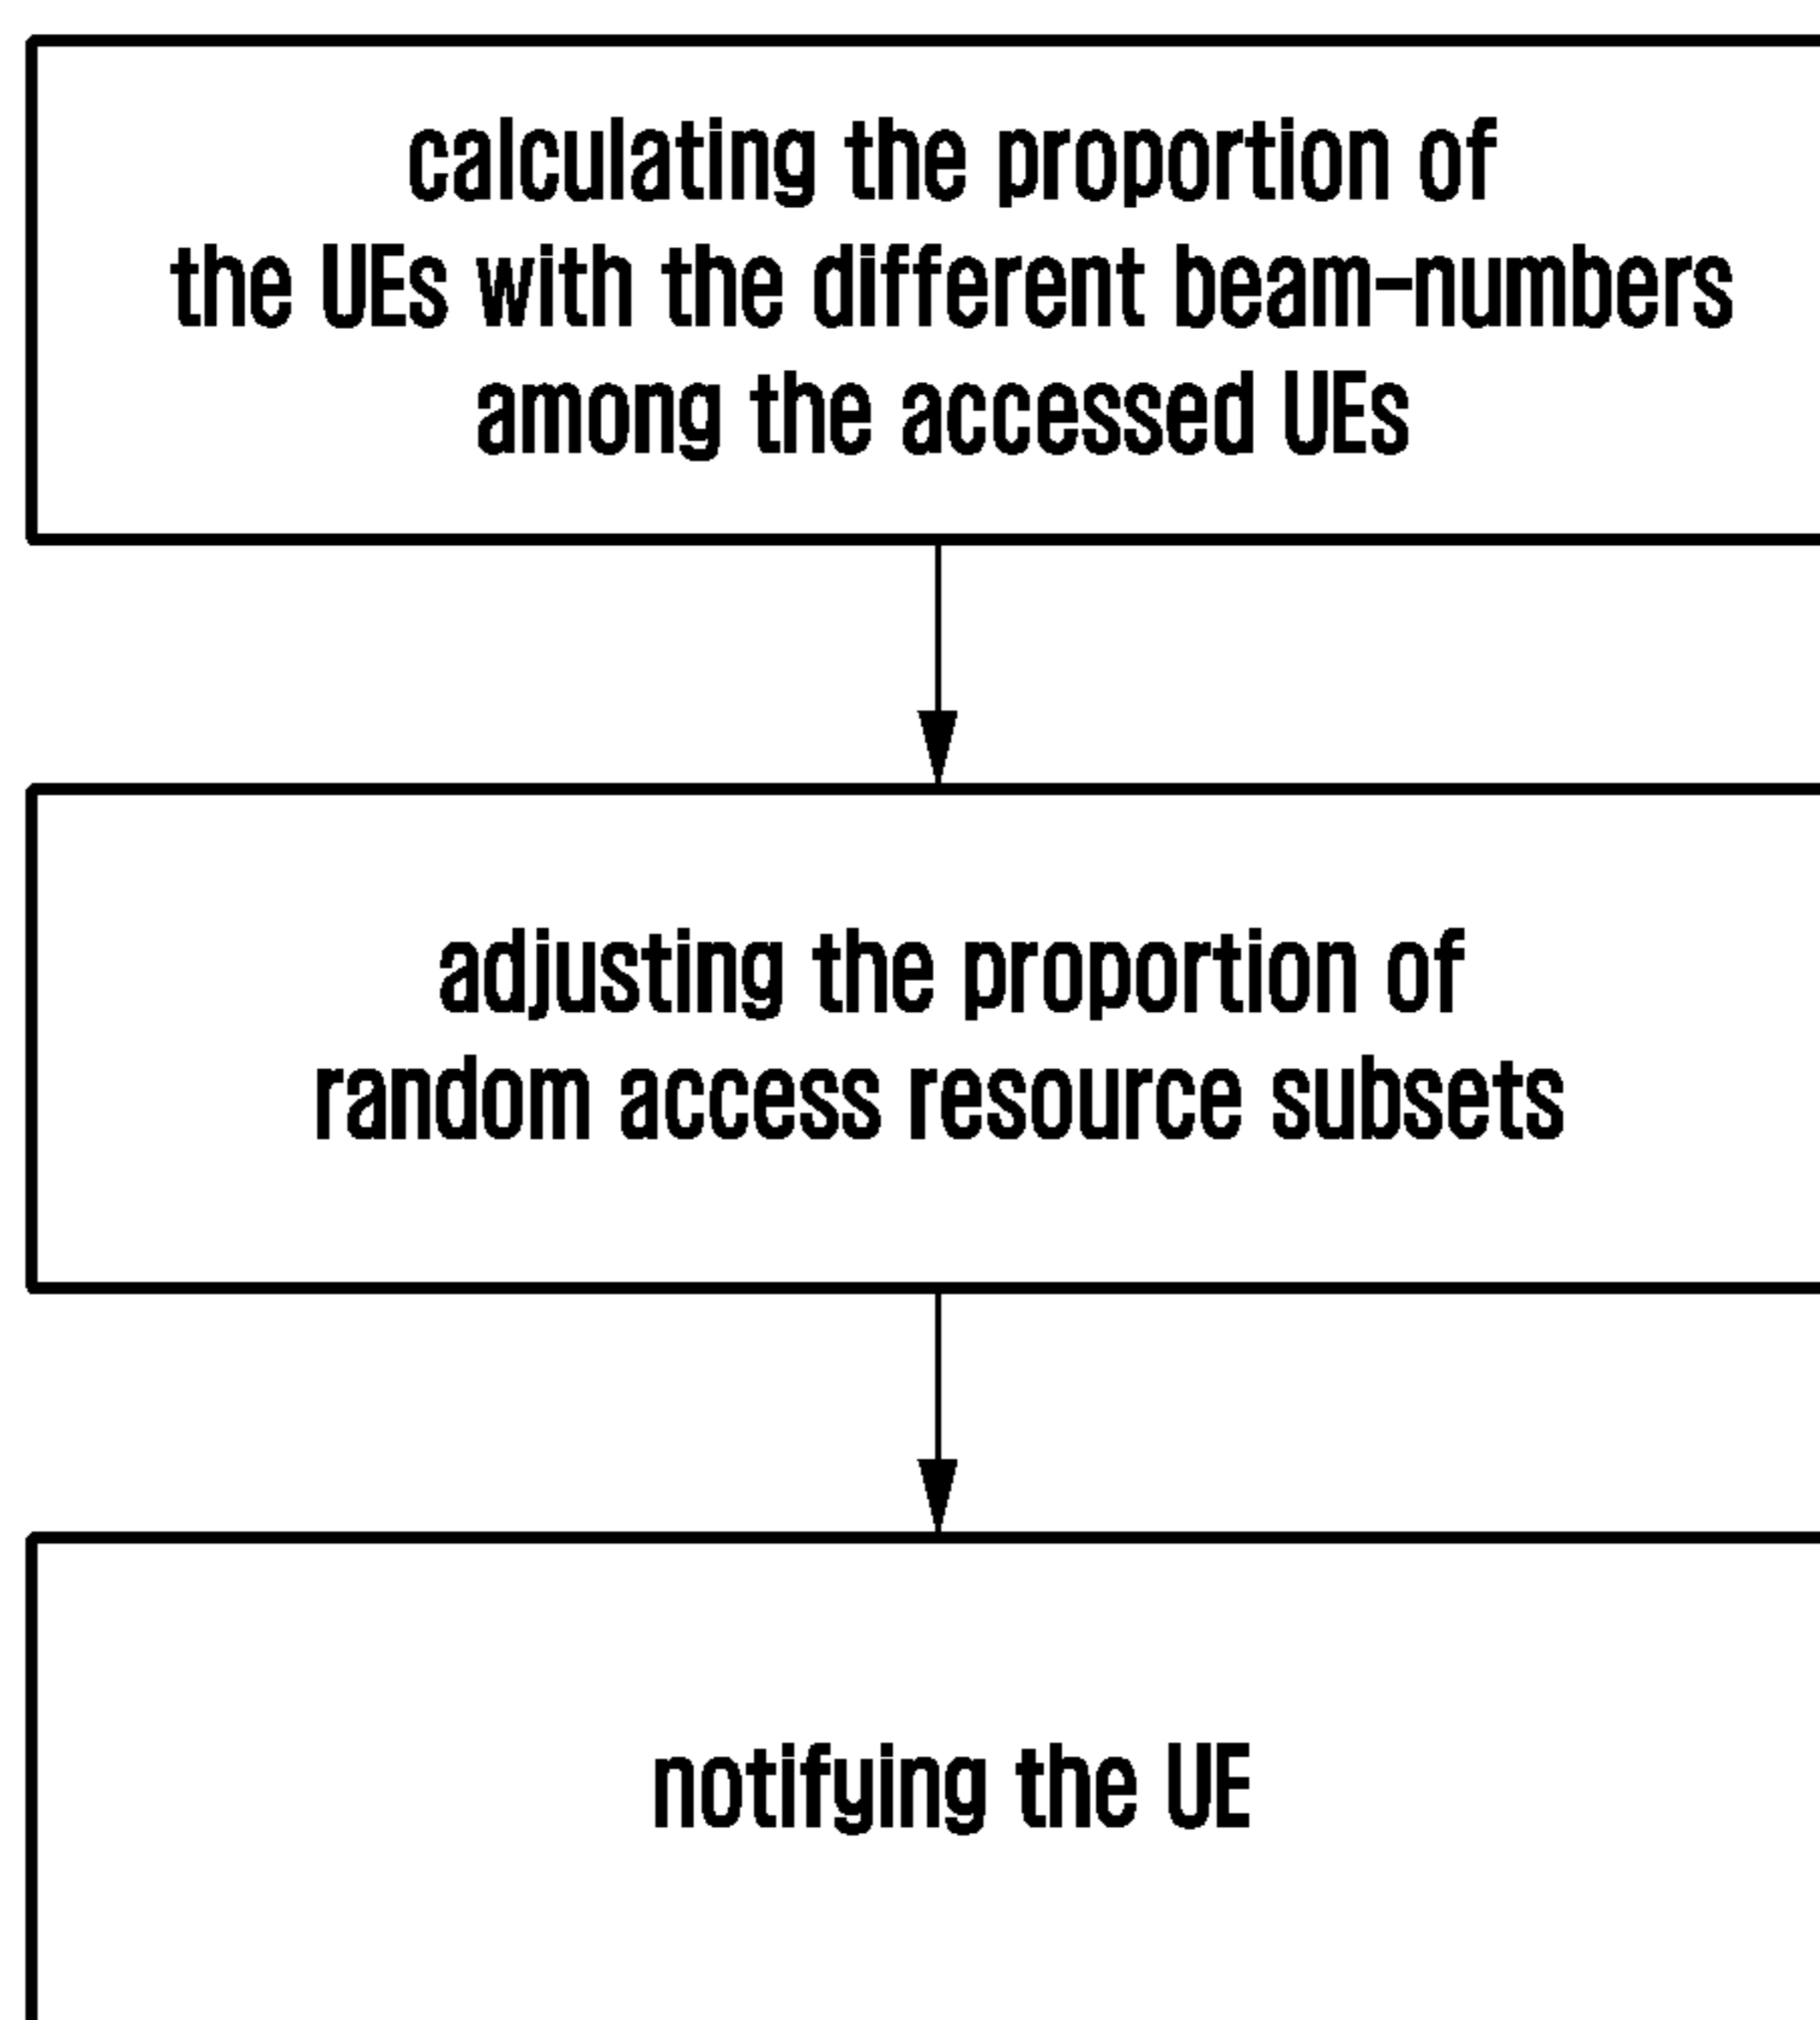 calculating the proportion of
the UEs with the different beam-numbers
among the accessed UEs
adjusting the proportion of
random access resource subsets
notifying the UE